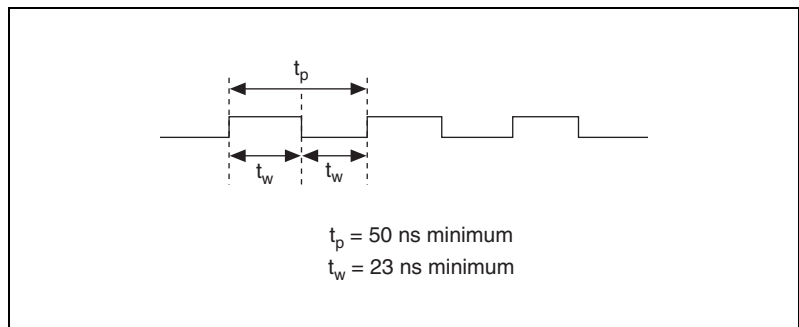 tp
tw tw
tp = 50 ns minimum
tw = 23 ns minimum